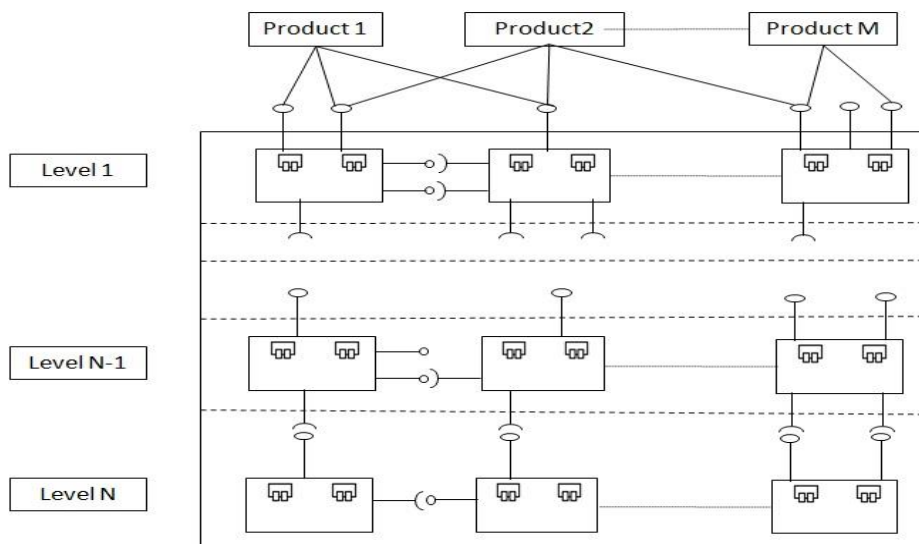 Product 1
Product2
Product M
Level 1
Level N-1
Level N